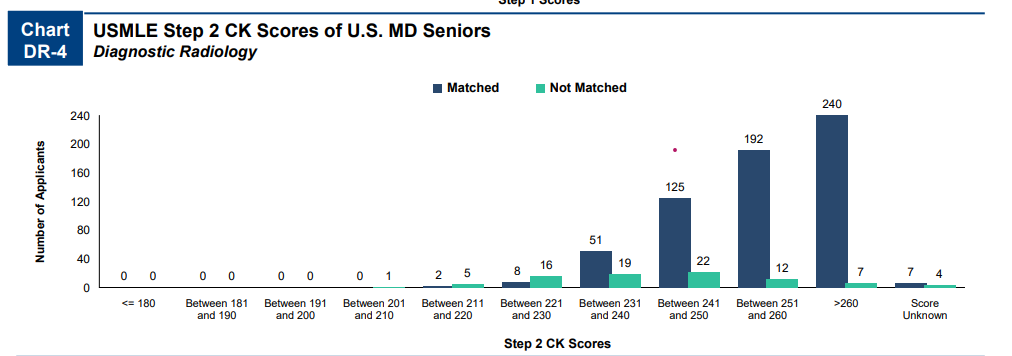 Step 1 Scores
Chart
DR-4
USMLE Step 2 CK Scores of U.S. MD Seniors
Diagnostic Radiology
Matched Not Matched
Number of Applicants
240
200
160
120
80
40
0
0 0
0 0
0 0
0 1
2 5
8 16
51 19
125 22
192 12
240 7
7 4
<= 180
Between 181
and 190
Between 191
and 200
Between 201
and 210
Between 211
and 220
Between 221
and 230
Between 231
and 240
Between 241
and 250
Between 251
and 260
>260
Score
Unknown
Step 2 CK Scores